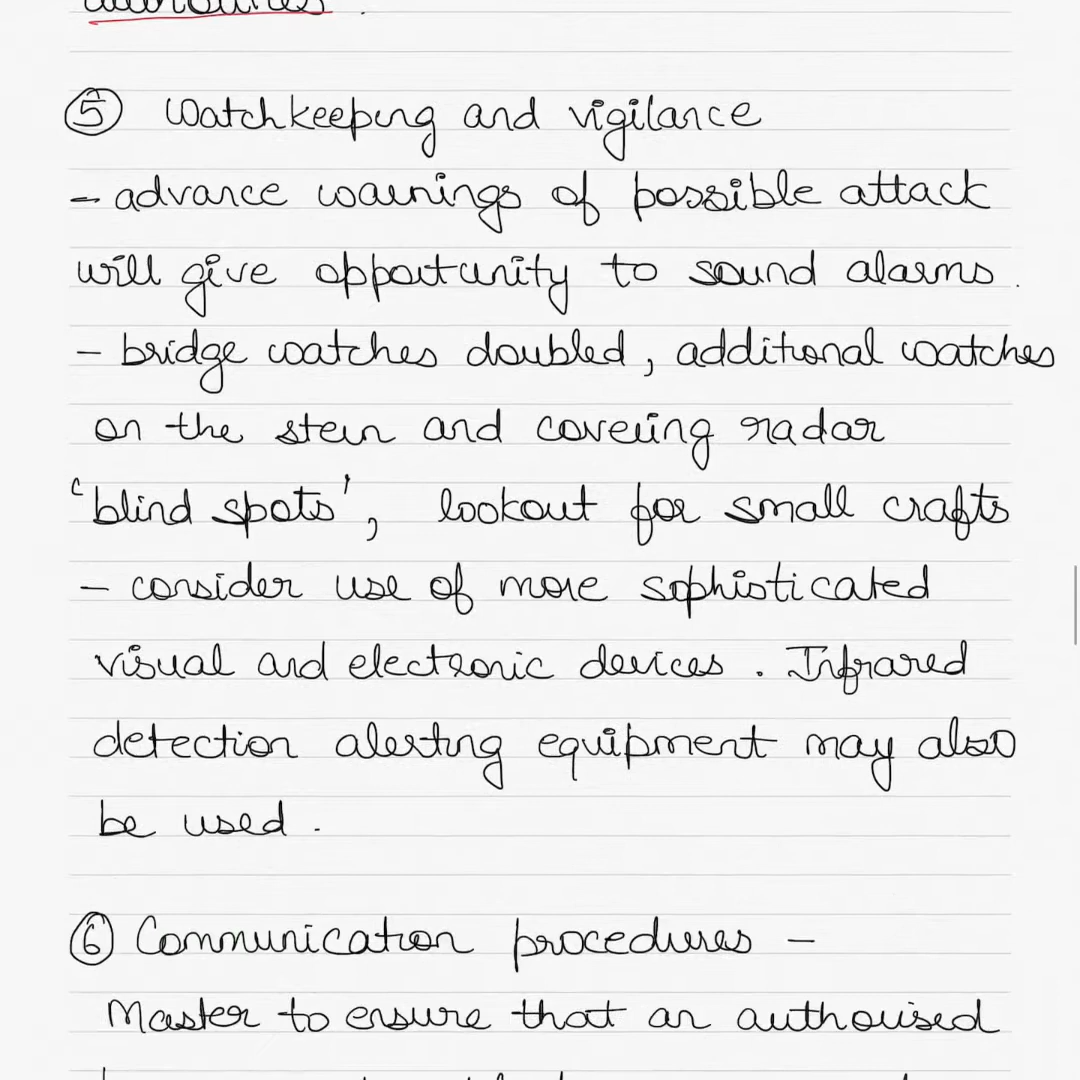 authorities.
⑤ Watchkeeping and vigilance
- advance warnings of possible attack
will give opportunity to sound alarms.
- bridge watches doubled, additional watches
on the stern and covering radar
'blind spots', lookout for small crafts
- consider use of more sophisticated
visual and electronic devices. Infrared
detection alerting equipment may also
be used.
⑥ Communication procedures -
Master to ensure that an authorised